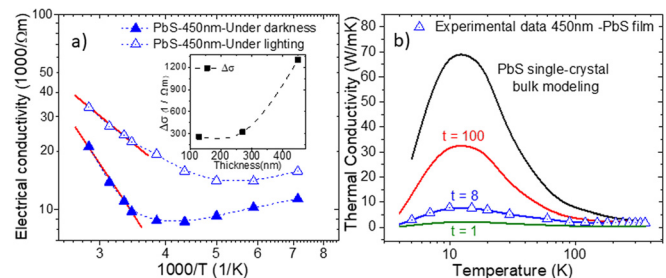 a)
PbS-450nm-Under darkness
PbS-450nm-Under lighting
Electrical conductivity (1000/Ωm)
100
40
30
20
10
3
4
5
6
7
8
1000/T (1/K)
Δσ / Ωm
1200
900
600
300
Δσ
100 200 300 400
Thickness(nm)
b)
Experimental data 450nm -PbS film
PbS single-crystal
bulk modeling
t = 100
t = 8
t = 1
Thermal Conductivity (W/mK)
80
70
60
50
40
30
20
10
0
10
100
Temperature (K)